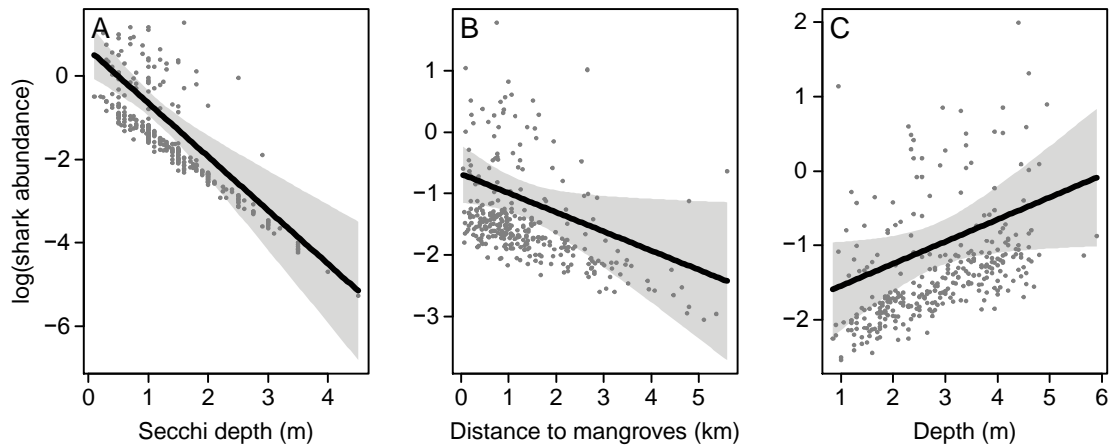 A
B
C
log(shark abundance)
0
−2
−4
−6
0 1 2 3 4
Secchi depth (m)
1
0
−1
−2
−3
0 1 2 3 4 5
Distance to mangroves (km)
2
1
0
−1
−2
1 2 3 4 5 6
Depth (m)